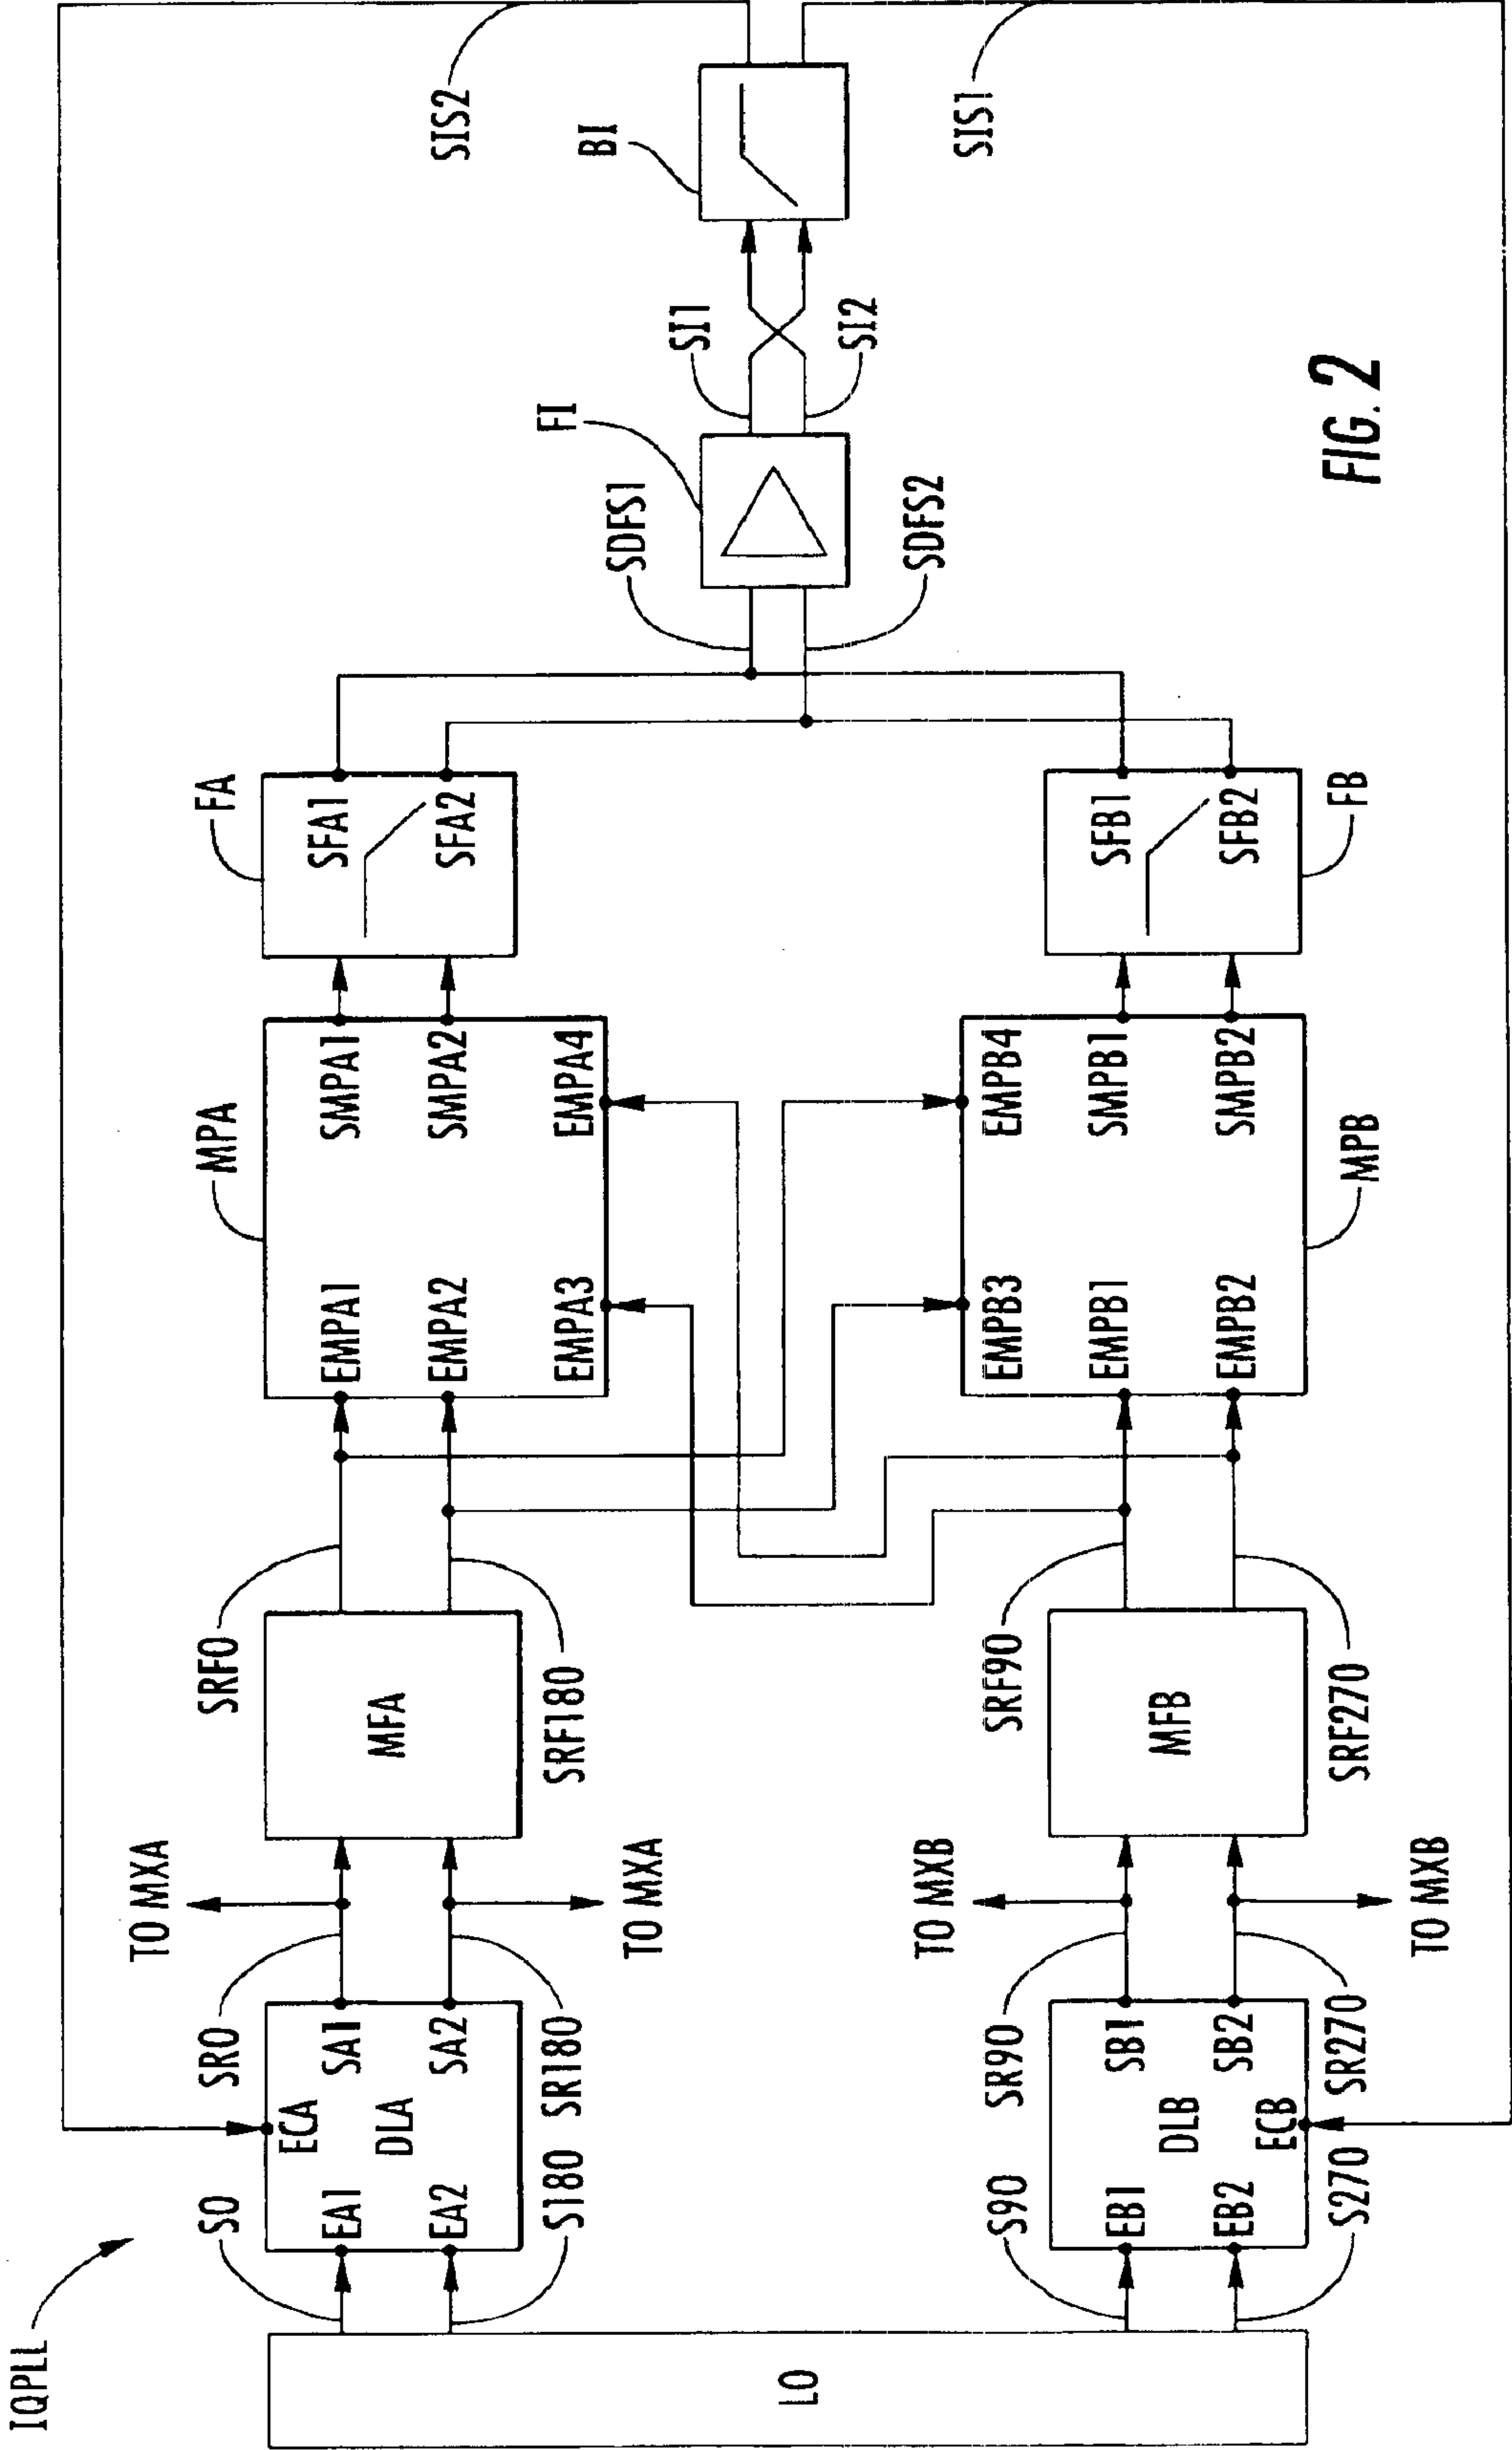 IQPLL
LO
S0
S180
S90
S270
EA1
EA2
ECA
DLA
SA1
SA2
EB1
EB2
ECB
DLB
SB1
SB2
SR0
SR180
SR90
SR270
TO MXA
TO MXA
TO MXB
TO MXB
MFA
MFB
SRF0
SRF180
SRF90
SRF270
MPA
EMPA1
EMPA2
EMPA3
SMPA1
SMPA2
EMPA4
MPB
EMPB3
EMPB1
EMPB2
EMPB4
SMPB1
SMPB2
FA
SFA1
SFA2
FB
SFB1
SFB2
SDFS1
SDFS2
FI
SI1
SI2
BI
SIS2
SIS1
FIG. 2